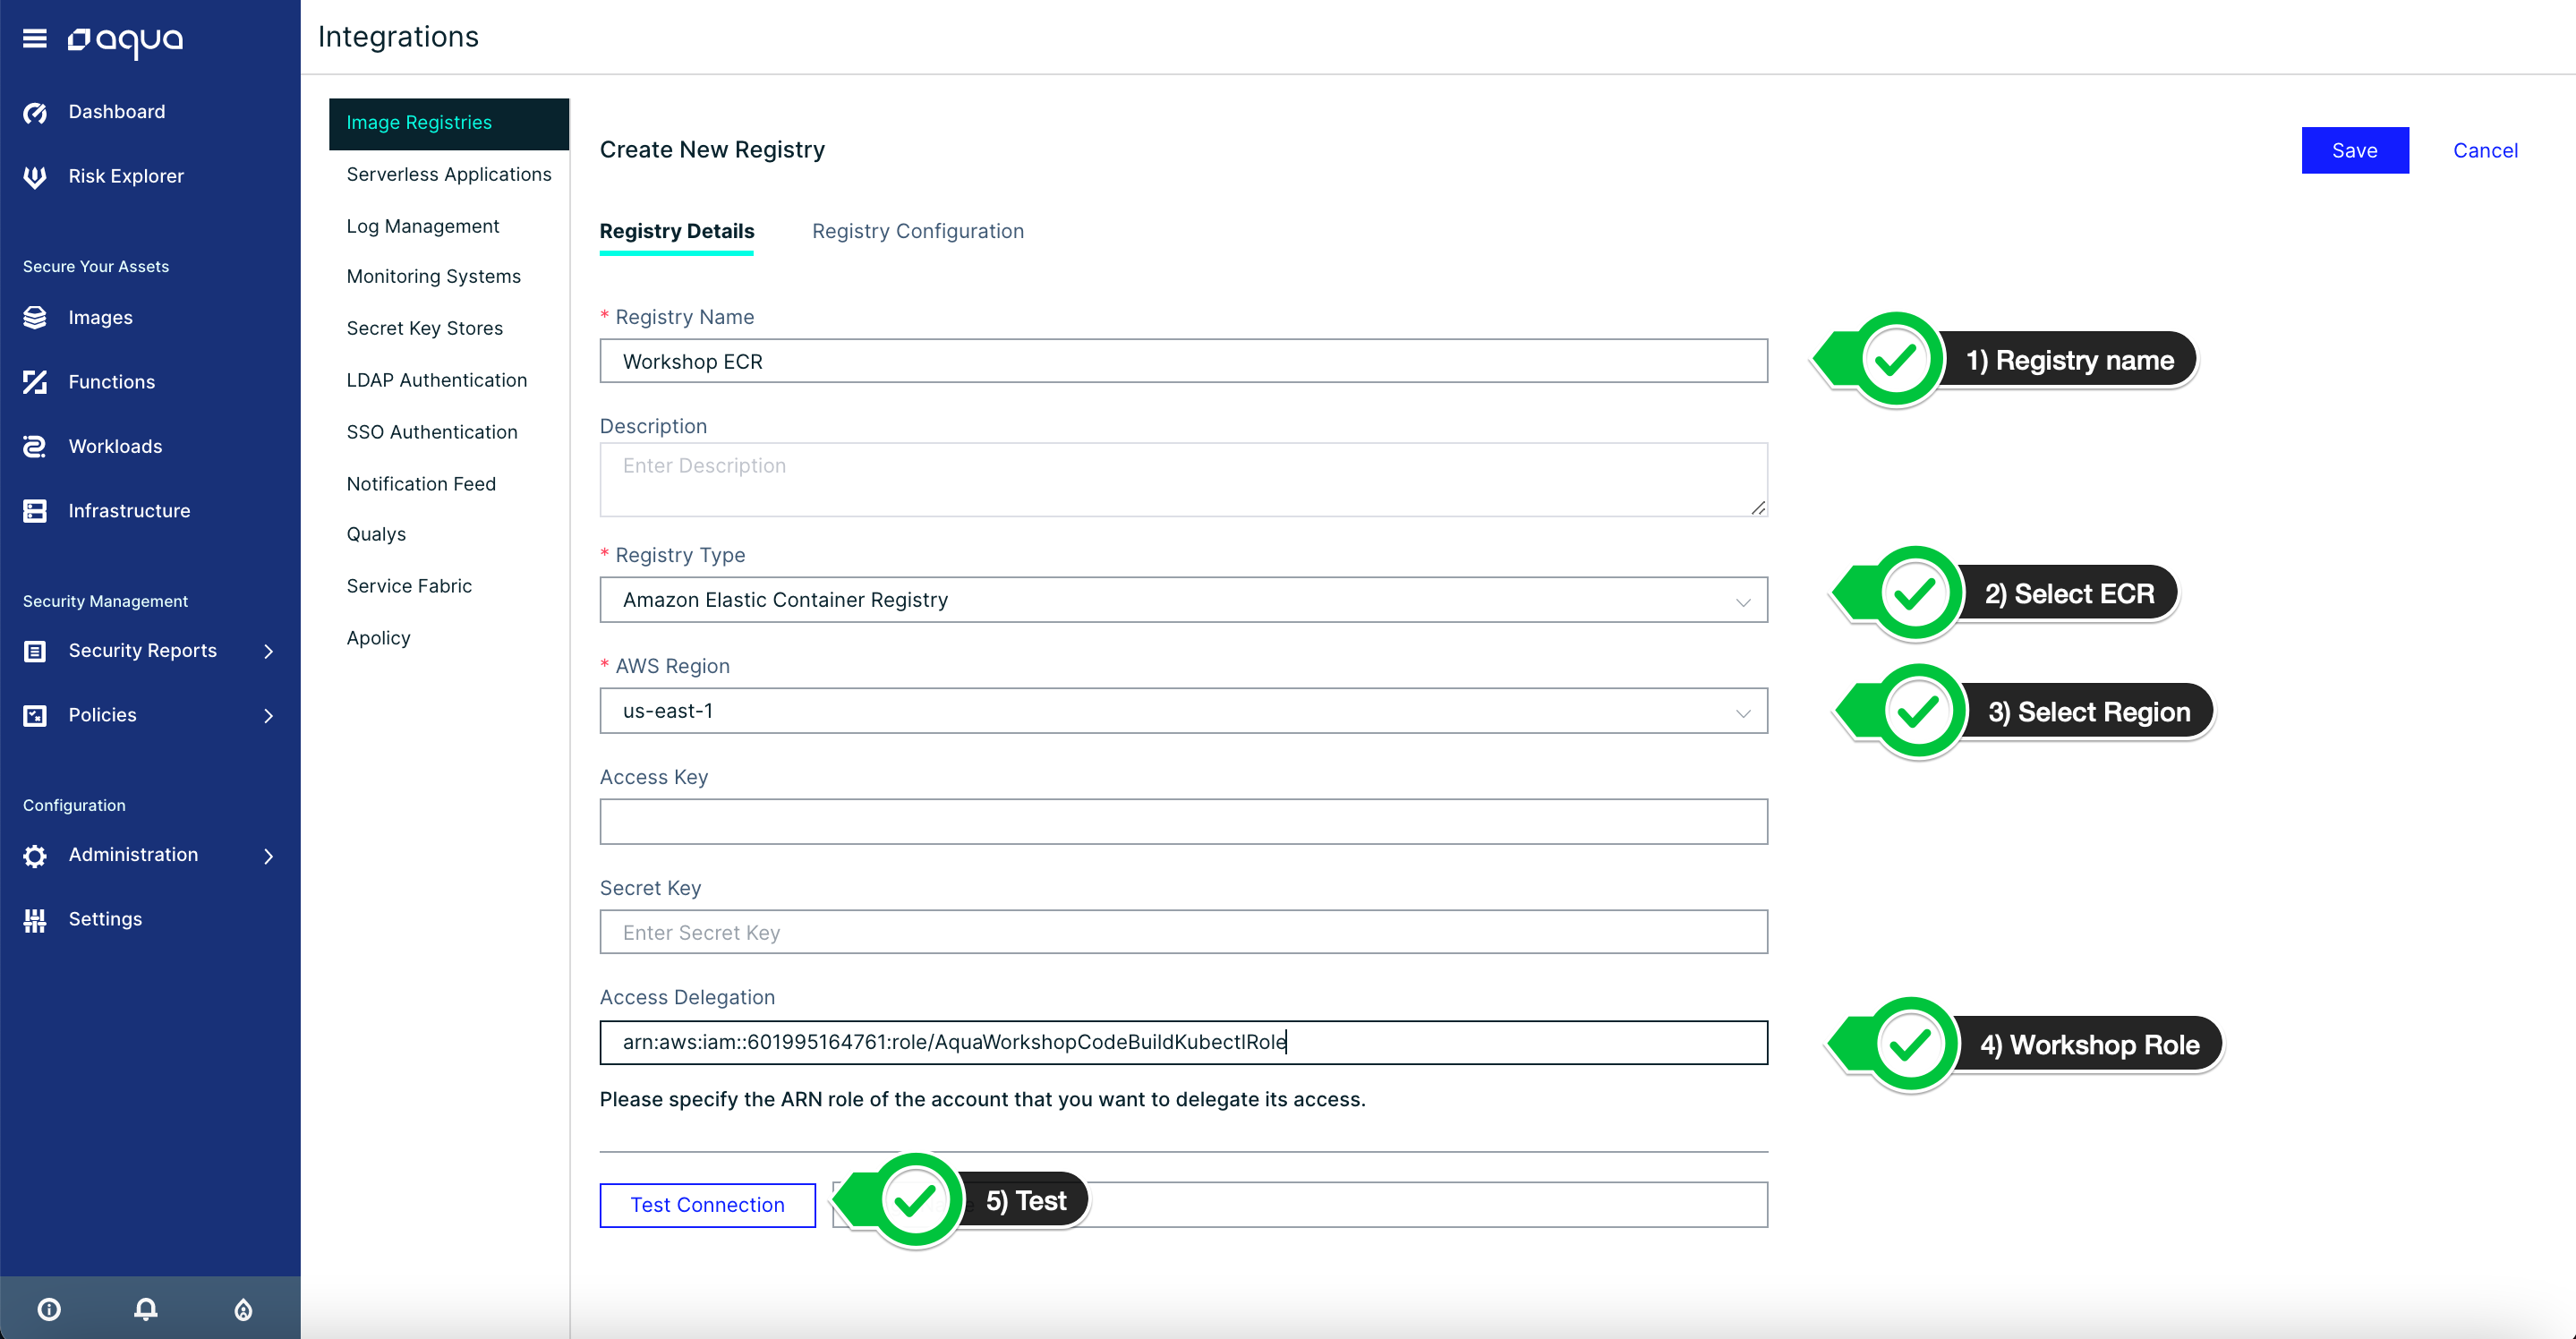 aqua
Integrations
Dashboard
Risk Explorer
Secure Your Assets
Images
Functions
Workloads
Infrastructure
Security Management
Security Reports
Policies
Configuration
Administration
Settings
Image Registries
Serverless Applications
Log Management
Monitoring Systems
Secret Key Stores
LDAP Authentication
SSO Authentication
Notification Feed
Qualys
Service Fabric
Apolicy
Create New Registry
Save
Cancel
Registry Details
Registry Configuration
* Registry Name
Workshop ECR
1) Registry name
Description
Enter Description
* Registry Type
Amazon Elastic Container Registry
2) Select ECR
* AWS Region
us-east-1
3) Select Region
Access Key
Secret Key
Enter Secret Key
Access Delegation
arn:aws:iam::601995164761:role/AquaWorkshopCodeBuildKubectlRole
4) Workshop Role
Please specify the ARN role of the account that you want to delegate its access.
Test Connection
5) Test